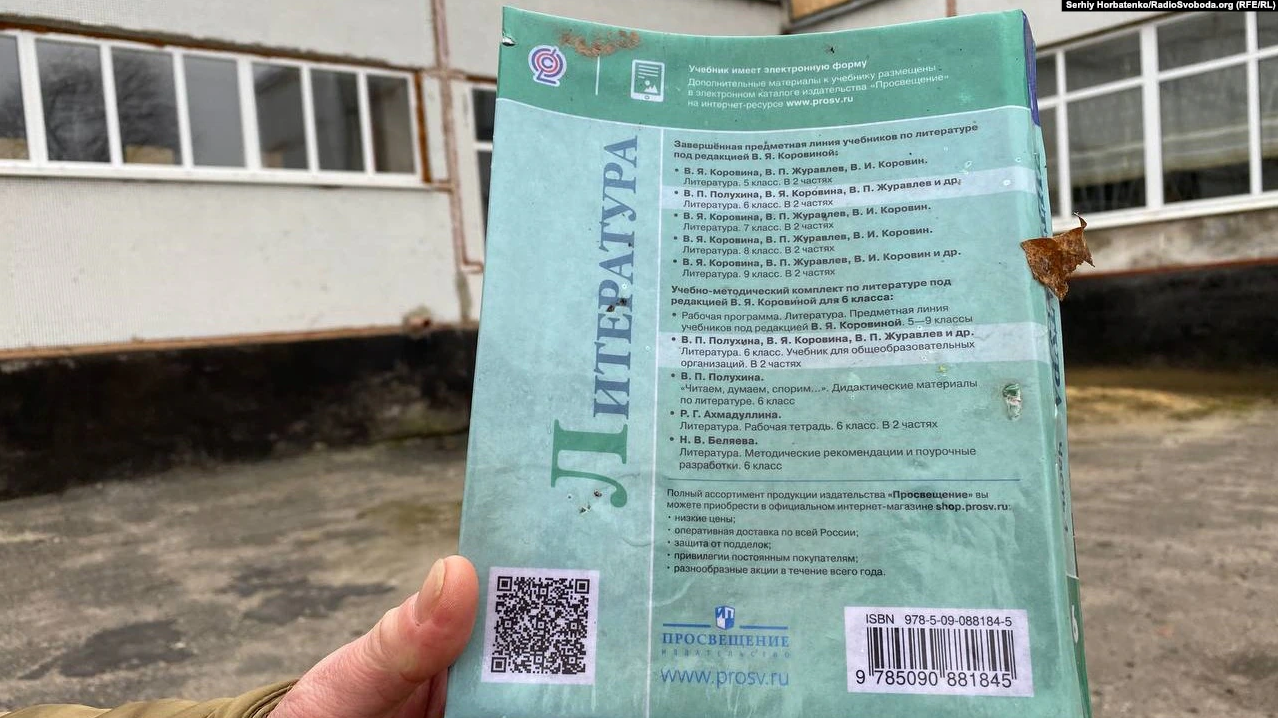 Serhiy Horbatenko/RadioSvoboda.org (RFE/RL)
Учебник имеет электронную форму
Дополнительные материалы к учебнику размещены
в электронном каталоге издательства «Просвещение»
на интернет-ресурсе www.prosv.ru
ЛИТЕРАТУРА
Завершённая предметная линия учебников по литературе
под редакцией В. Я. Коровиной:
• В. Я. Коровина, В. П. Журавлев, В. И. Коровин.
Литература. 5 класс. В 2 частях
• В. П. Полухина, В. Я. Коровина, В. П. Журавлев и др.
Литература. 6 класс. В 2 частях
• В. Я. Коровина, В. П. Журавлев, В. И. Коровин.
Литература. 7 класс. В 2 частях
• В. Я. Коровина, В. П. Журавлев, В. И. Коровин.
Литература. 8 класс. В 2 частях
• В. Я. Коровина, В. П. Журавлев, В. И. Коровин и др.
Литература. 9 класс. В 2 частях
Учебно-методический комплект по литературе под
редакцией В. Я. Коровиной для 6 класса:
• Рабочая программа. Литература. Предметная линия
учебников под редакцией В. Я. Коровиной. 5—9 классы
• В. П. Полухина, В. Я. Коровина, В. П. Журавлев и др.
Литература. 6 класс. Учебник для общеобразовательных
организаций. В 2 частях
• В. П. Полухина.
«Читаем, думаем, спорим...». Дидактические материалы
по литературе. 6 класс
• Р. Г. Ахмадуллина.
Литература. Рабочая тетрадь. 6 класс. В 2 частях
• Н. В. Беляева.
Литература. Методические рекомендации и поурочные
разработки. 6 класс
Полный ассортимент продукции издательства «Просвещение» вы
можете приобрести в официальном интернет-магазине shop.prosv.ru:
· низкие цены;
· оперативная доставка по всей России;
· защита от подделок;
· привилегии постоянным покупателям;
· разнообразные акции в течение всего года.
ПРОСВЕЩЕНИЕ
ИЗДАТЕЛЬСТВО
www.prosv.ru
ISBN 978-5-09-088184-5
9 785090 881845